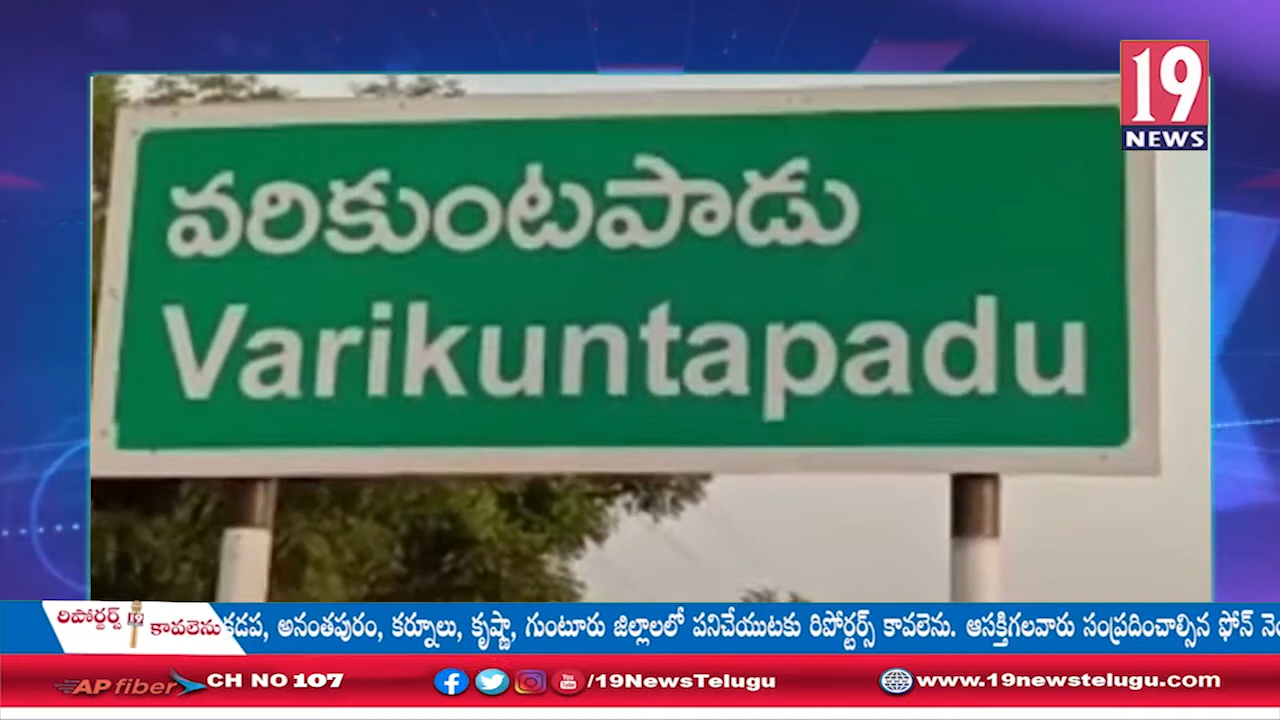 19
NEWS
వరికుంటపాడు
Varikuntapadu
రిపోర్టర్స్ 19 కావలెను
కడప, అనంతపురం, కర్నూలు, కృష్ణా, గుంటూరు జిల్లాలలో పనిచేయుటకు రిపోర్టర్స్ కావలెను. ఆసక్తిగలవారు సంప్రదించాల్సిన ఫోన్
AP fiber CH NO 107 /19NewsTelugu www.19newstelugu.com